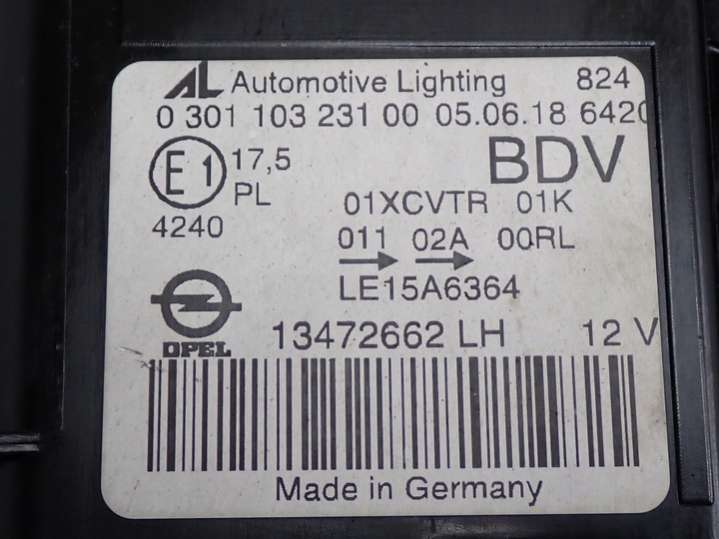 AL Automotive Lighting 824
0 301 103 231 00 05.06.18 6420
E1 17,5 BDV
PL
4240 01XCVTR 01K
011 02A 00RL
LE15A6364
OPEL 13472662 LH 12 V
Made in Germany